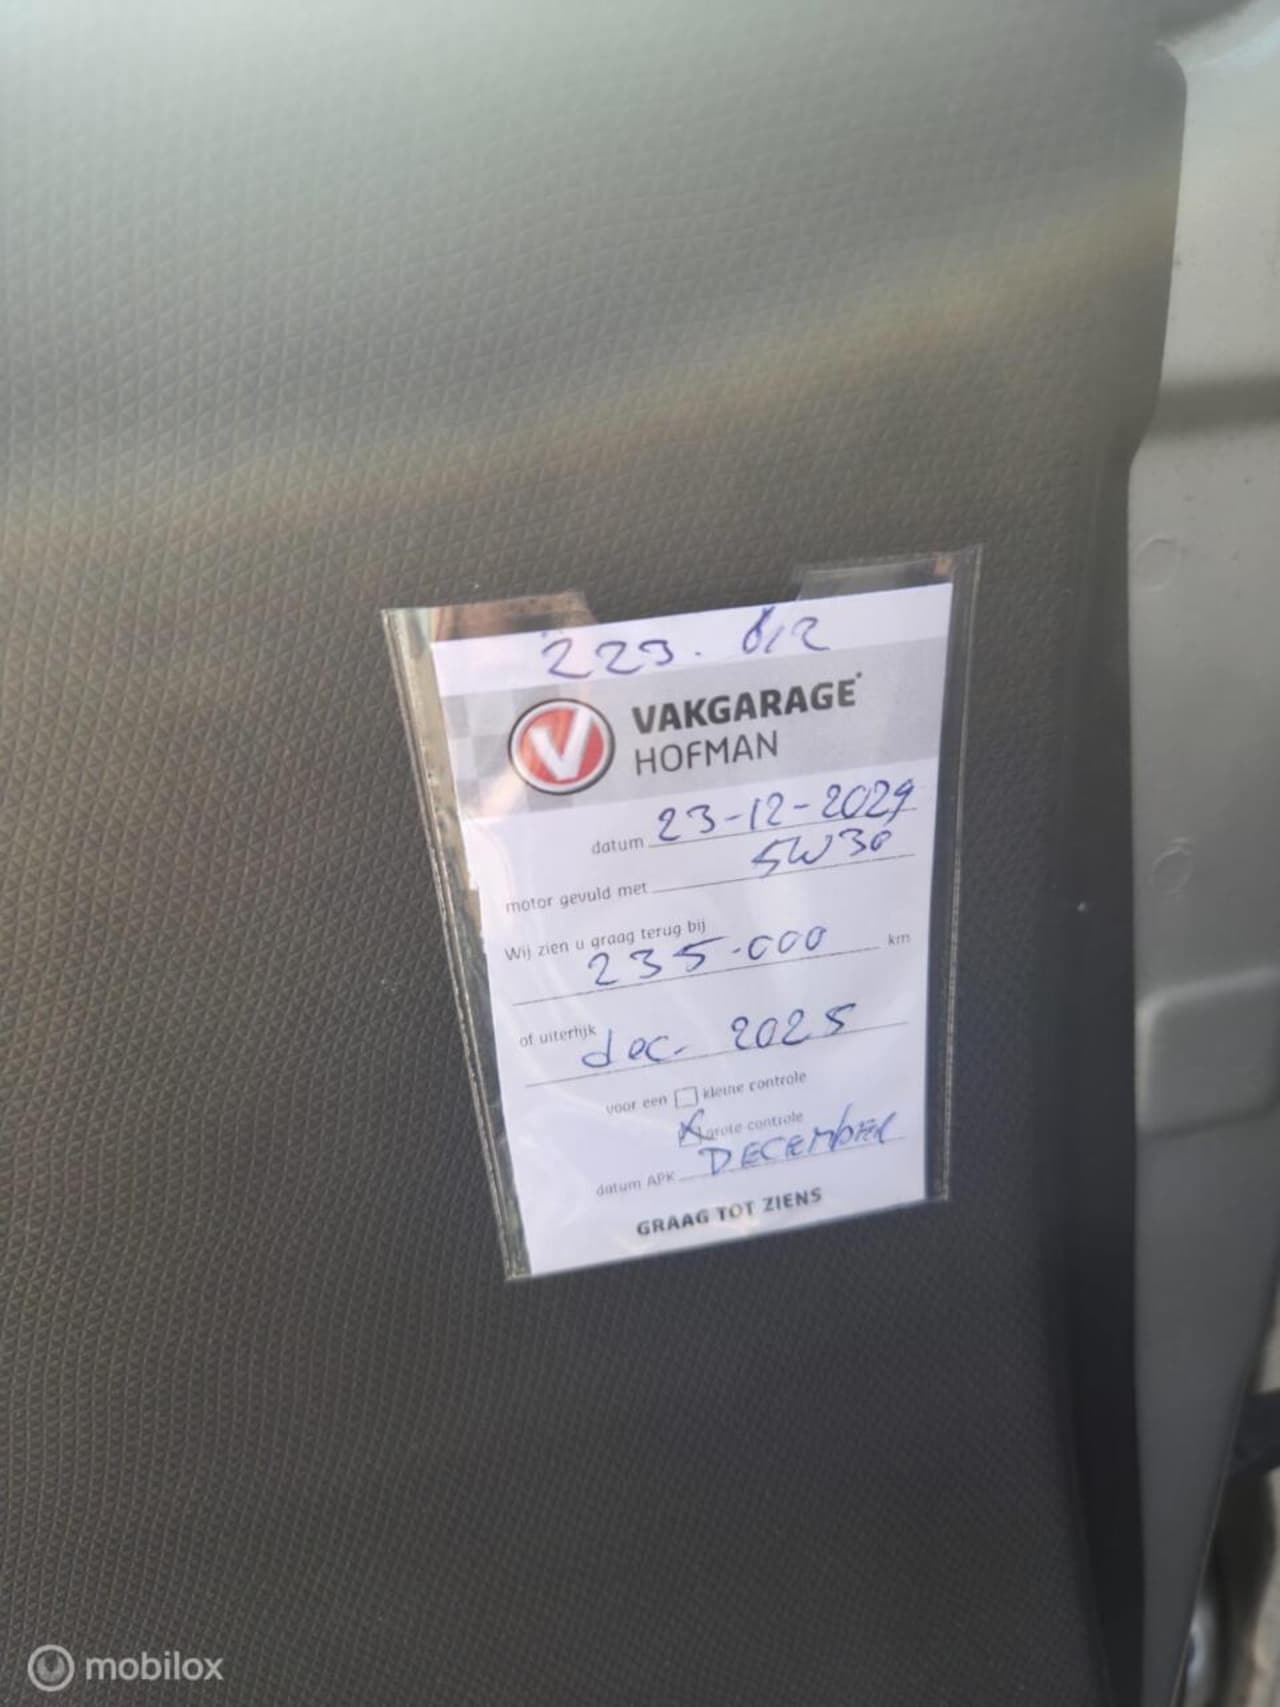 223.612
VAKGARAGE
HOFMAN
datum 23-12-2024
motor gevuld met 5W30
Wij zien u graag terug bij
235.000 km
of uiterlijk dec. 2025
voor een kleine controle
grote controle
datum APK DECEMBER
GRAAG TOT ZIENS
mobilox